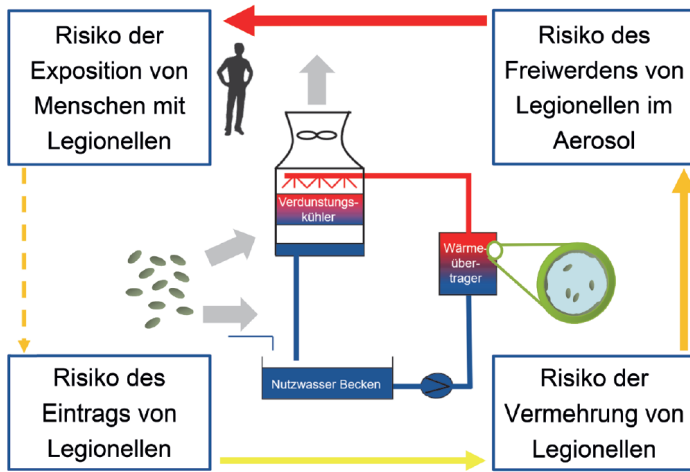 Risiko der
Exposition von
Menschen mit
Legionellen
Risiko des
Freiwerdens von
Legionellen im
Aerosol
Verdunstungs-
kühler
Wärme-
über-
trager
Nutzwasser Becken
Risiko des
Eintrags von
Legionellen
Risiko der
Vermehrung von
Legionellen